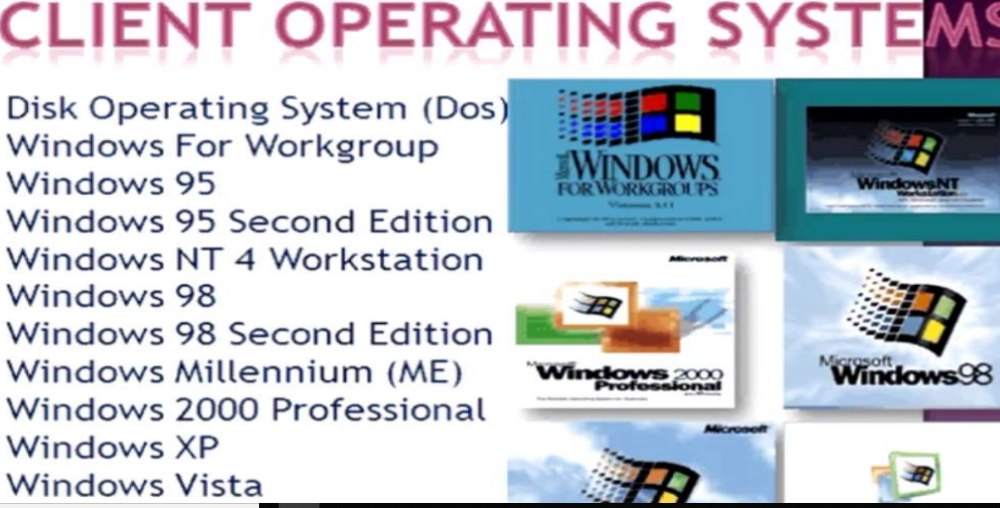 CLIENT OPERATING SYSTEMS
Disk Operating System (Dos)
Windows For Workgroup
Windows 95
Windows 95 Second Edition
Windows NT 4 Workstation
Windows 98
Windows 98 Second Edition
Windows Millennium (ME)
Windows 2000 Professional
Windows XP
Windows Vista
Microsoft
WINDOWS
FOR WORKGROUPS
Version 3.11
Microsoft
WindowsNT
Workstation
Microsoft
Microsoft
Windows 2000
Professional
Microsoft
Windows98
Microsoft